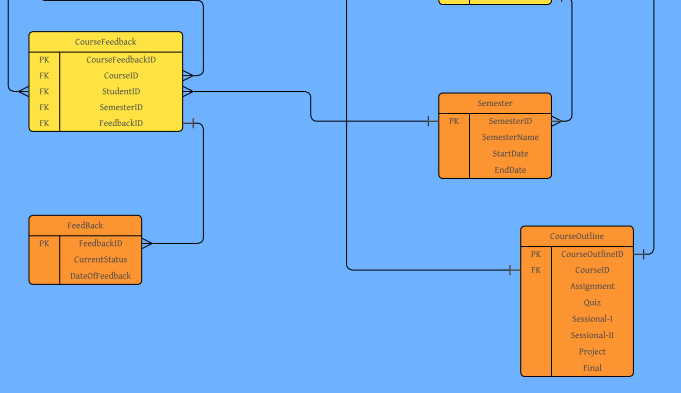 CourseFeedback
PK CourseFeedbackID
FK CourseID
FK StudentID
FK SemesterID
FK FeedbackID
Semester
PK SemesterID
SemesterName
StartDate
EndDate
FeedBack
PK FeedbackID
CurrentStatus
DateOfFeedback
CourseOutline
PK CourseOutlineID
FK CourseID
Assignment
Quiz
Sessional-I
Sessional-II
Project
Final